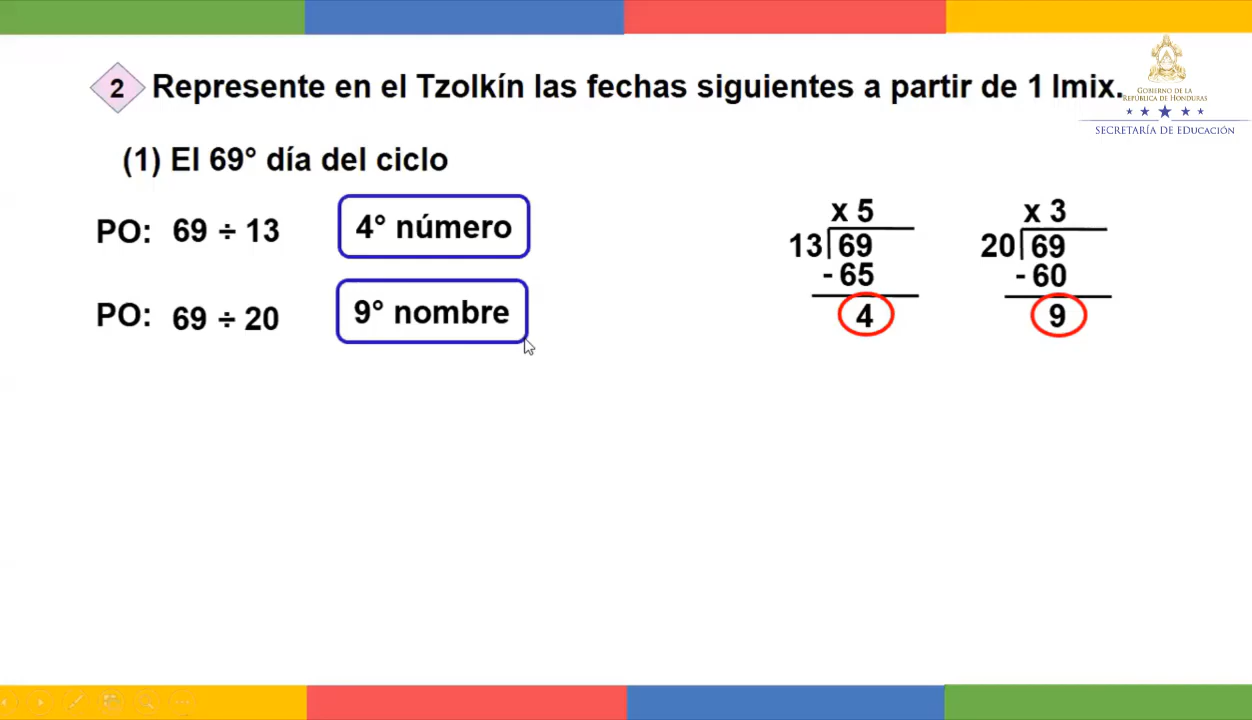 2 Represente en el Tzolkín las fechas siguientes a partir de 1 Imix.
GOBIERNO DE LA
REPÚBLICA DE HONDURAS
SECRETARÍA DE EDUCACIÓN
(1) El 69° día del ciclo
PO: 69 ÷ 13
4° número
PO: 69 ÷ 20
9° nombre
x 5
13 69
- 65
4
x 3
20 69
- 60
9